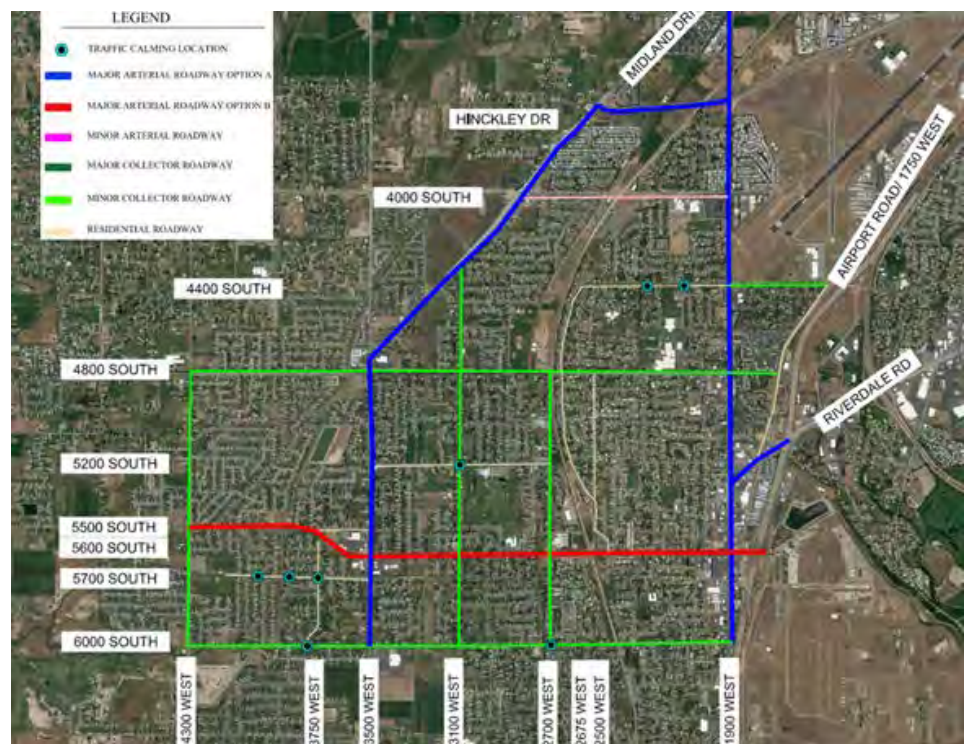 LEGEND
TRAFFIC CALMING LOCATION
MAJOR ARTERIAL ROADWAY OPTION A
MAJOR ARTERIAL ROADWAY OPTION B
MINOR ARTERIAL ROADWAY
MAJOR COLLECTOR ROADWAY
MINOR COLLECTOR ROADWAY
RESIDENTIAL ROADWAY
MIDLAND DRI
HINCKLEY DR
4000 SOUTH
AIRPORT ROAD/ 1750 WEST
4400 SOUTH
4800 SOUTH
RIVERDALE RD
5200 SOUTH
5500 SOUTH
5600 SOUTH
5700 SOUTH
6000 SOUTH
4300 WEST
3750 WEST
3500 WEST
3100 WEST
2700 WEST
2675 WEST
2500 WEST
1900 WEST